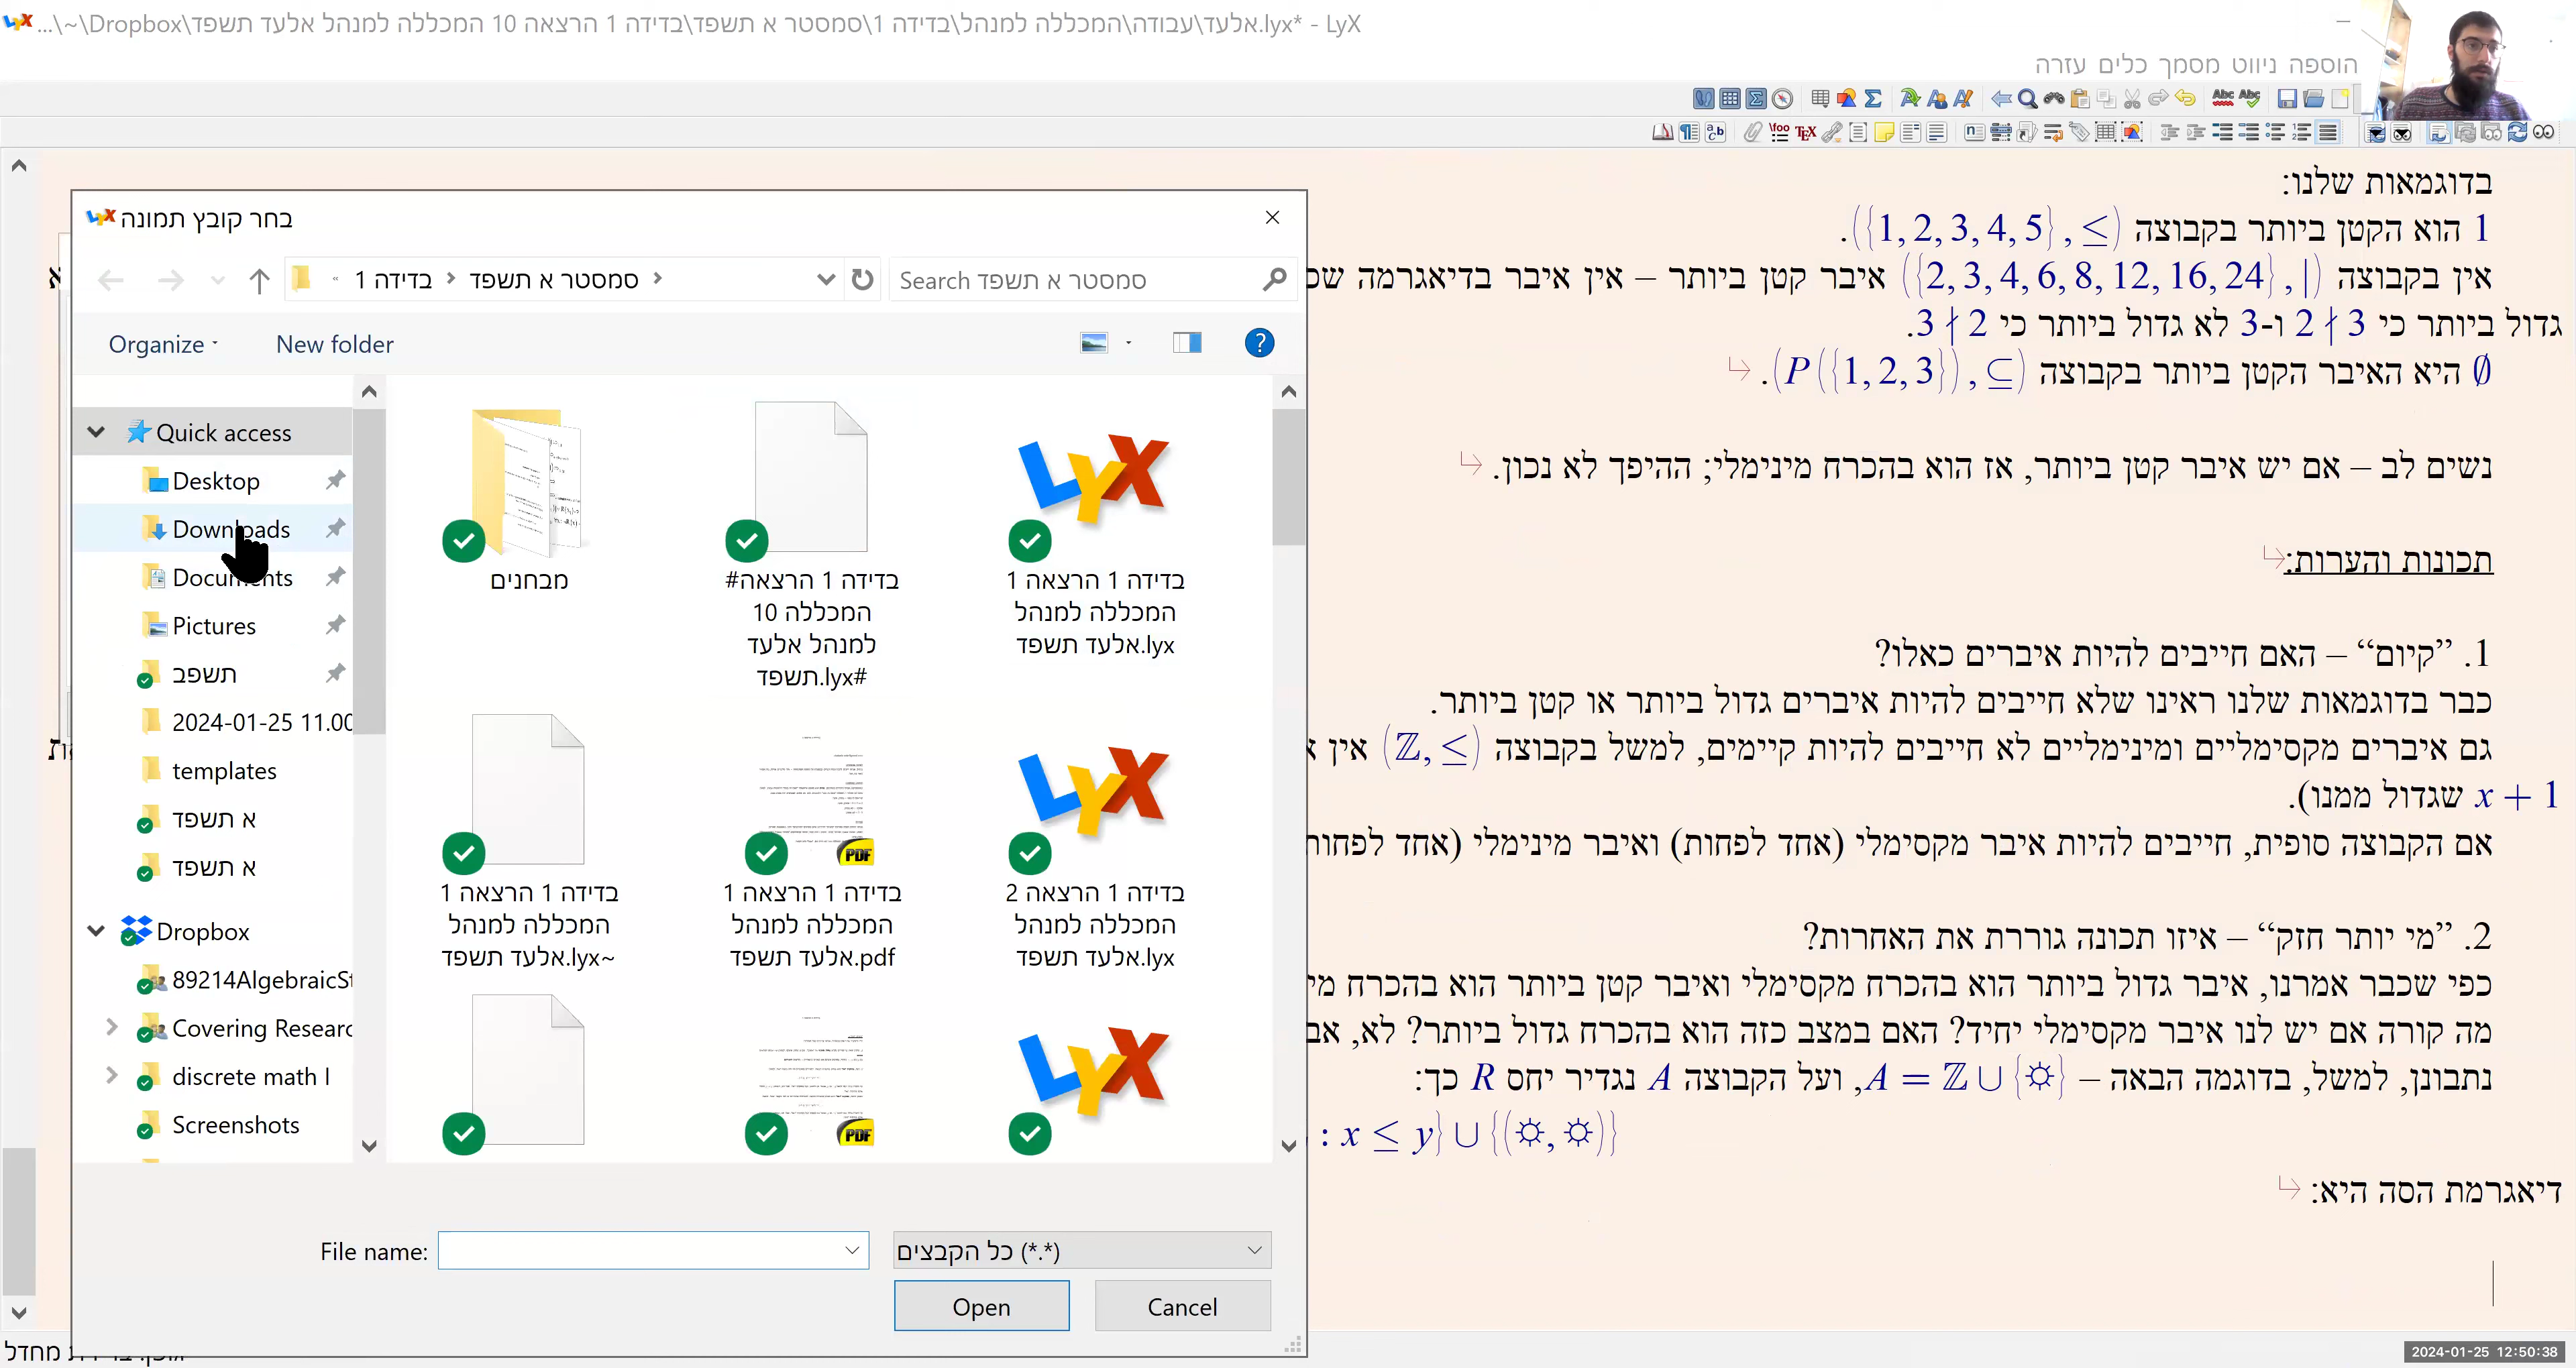 ...\~\Dropbox\אלעד\עבודה\המכללה למנהל\בדידה 1\סמסטר א תשפד\בדידה 1 הרצאה 10 המכללה למנהל אלעד תשפד.lyx* - LyX
הוספה ניווט מסמך כלים עזרה
בדוגמאות שלנו:
1 הוא הקטן ביותר בקבוצה ({1, 2, 3, 4, 5}, ≤).
אין בקבוצה ({2, 3, 4, 6, 8, 12, 16, 24}, |) איבר קטן ביותר – אין איבר בדיאגרמה
גדול ביותר כי 2 ∤ 3 ו-3 לא גדול ביותר כי 3 ∤ 2.
∅ היא האיבר הקטן ביותר בקבוצה (P({1, 2, 3}), ⊆).
נשים לב – אם יש איבר קטן ביותר, אז הוא בהכרח מינימלי; ההיפך לא נכון.
תכונות והערות:
1. ”קיום“ – האם חייבים להיות איברים כאלו?
כבר בדוגמאות שלנו ראינו שלא חייבים להיות איברים גדול ביותר או קטן ביותר.
גם איברים מקסימליים ומינימליים לא חייבים להיות קיימים, למשל בקבוצה (ℤ, ≤) אין
x + 1 שגדול ממנו).
אם הקבוצה סופית, חייבים להיות איבר מקסימלי (אחד לפחות) ואיבר מינימלי (אחד לפחות
2. ”מי יותר חזק“ – איזו תכונה גוררת את האחרות?
כפי שכבר אמרנו, איבר גדול ביותר הוא בהכרח מקסימלי ואיבר קטן ביותר הוא בהכרח
מה קורה אם יש לנו איבר מקסימלי יחיד? האם במצב כזה הוא בהכרח גדול ביותר? לא,
נתבונן, למשל, בדוגמה הבאה – A = ℤ ∪ {☼}, ועל הקבוצה A נגדיר יחס R כך:
: x ≤ y} ∪ {(☼, ☼)}
דיאגרמת הסה היא:
בחר קובץ תמונה
« בדידה 1 › סמסטר א תשפד ›
Search סמסטר א תשפד
Organize
New folder
Quick access
Desktop
Downloads
Documents
Pictures
תשפב
2024-01-25 11.00
templates
א תשפד
א תשפד
Dropbox
89214AlgebraicSt
Covering Researc
discrete math I
Screenshots
מבחנים
#בדידה 1 הרצאה
10 המכללה
למנהל אלעד
תשפד.lyx#
בדידה 1 הרצאה 1
המכללה למנהל
אלעד תשפד.lyx
בדידה 1 הרצאה 1
המכללה למנהל
אלעד תשפד.lyx~
בדידה 1 הרצאה 1
המכללה למנהל
אלעד תשפד.pdf
בדידה 1 הרצאה 2
המכללה למנהל
אלעד תשפד.lyx
File name:
כל הקבצים (*.*)
Open
Cancel
2024-01-25 12:50:38